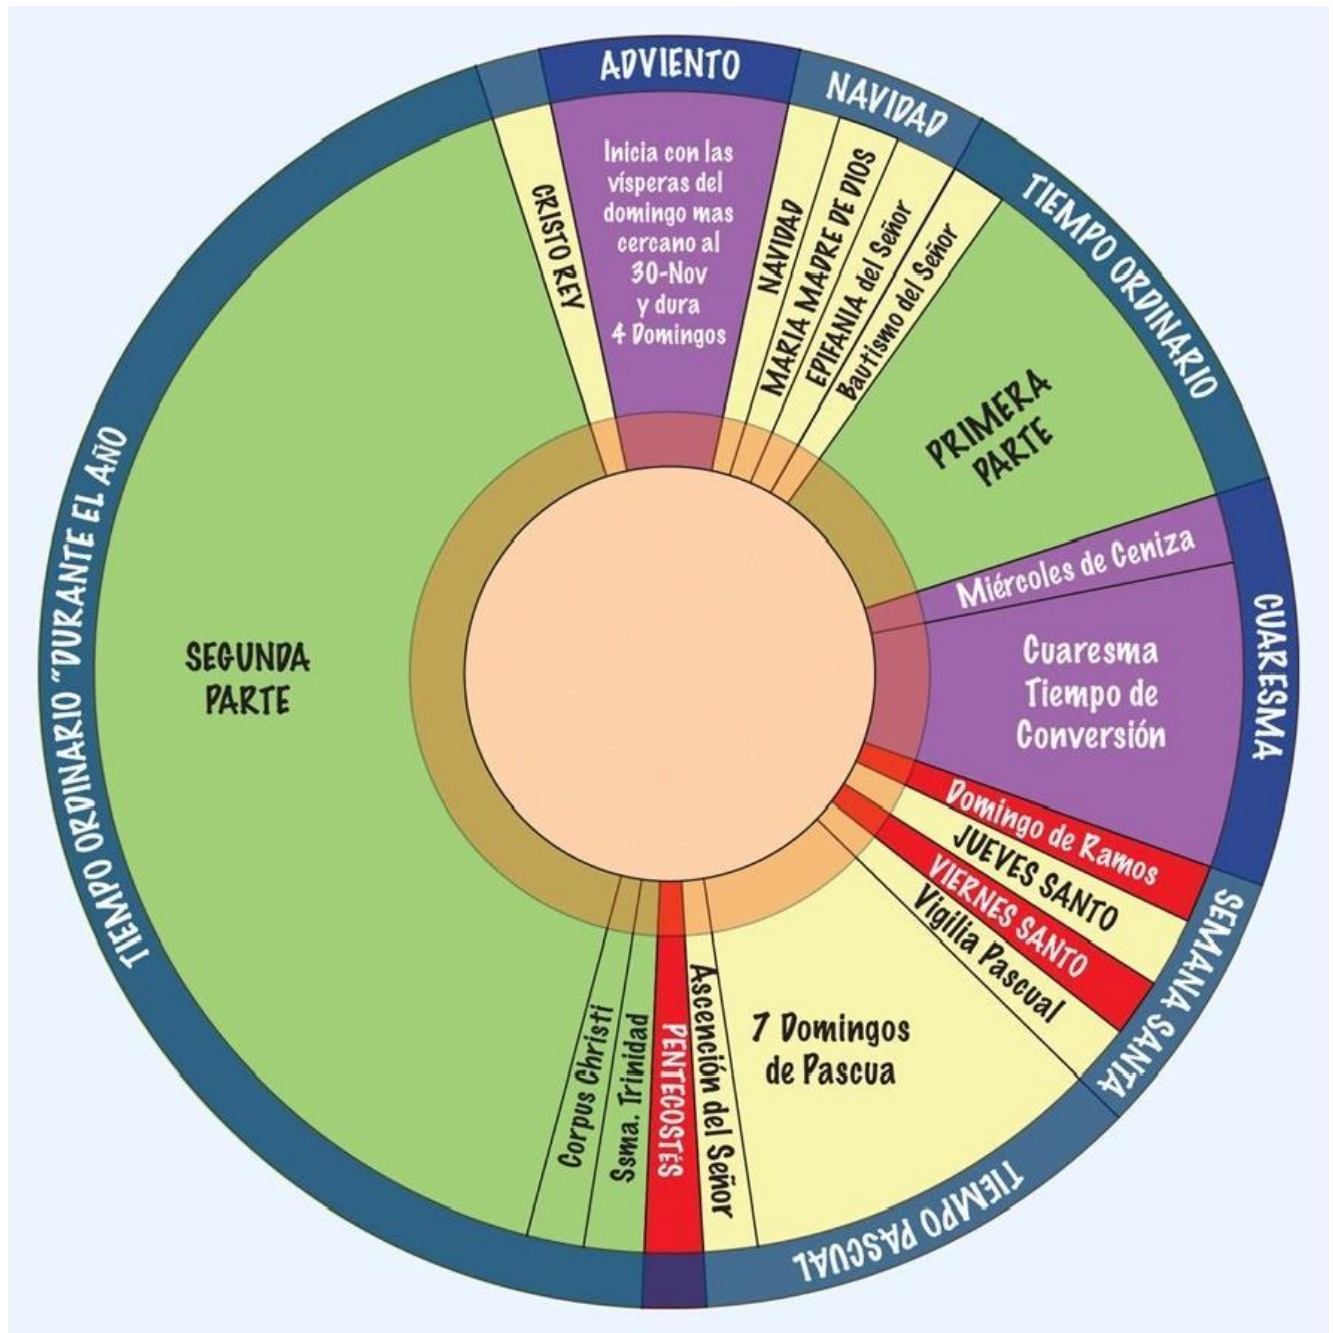 ADVIENTO
Inicia con las
vísperas del
domingo mas
cercano al
30-Nov
y dura
4 Domingos
NAVIDAD
NAVIDAD
MARIA MADRE DE DIOS
EPIFANIA del Señor
Bautismo del Señor
TIEMPO ORDINARIO
PRIMERA
PARTE
CUARESMA
Miércoles de Ceniza
Cuaresma
Tiempo de
Conversión
SEMANA SANTA
Domingo de Ramos
JUEVES SANTO
VIERNES SANTO
Vigilia Pascual
TIEMPO PASCUAL
7 Domingos
de Pascua
Ascención del Señor
PENTECOSTéS
Ssma. Trinidad
Corpus Christi
TIEMPO ORDINARIO "DURANTE EL AÑO
SEGUNDA
PARTE
CRISTO REY